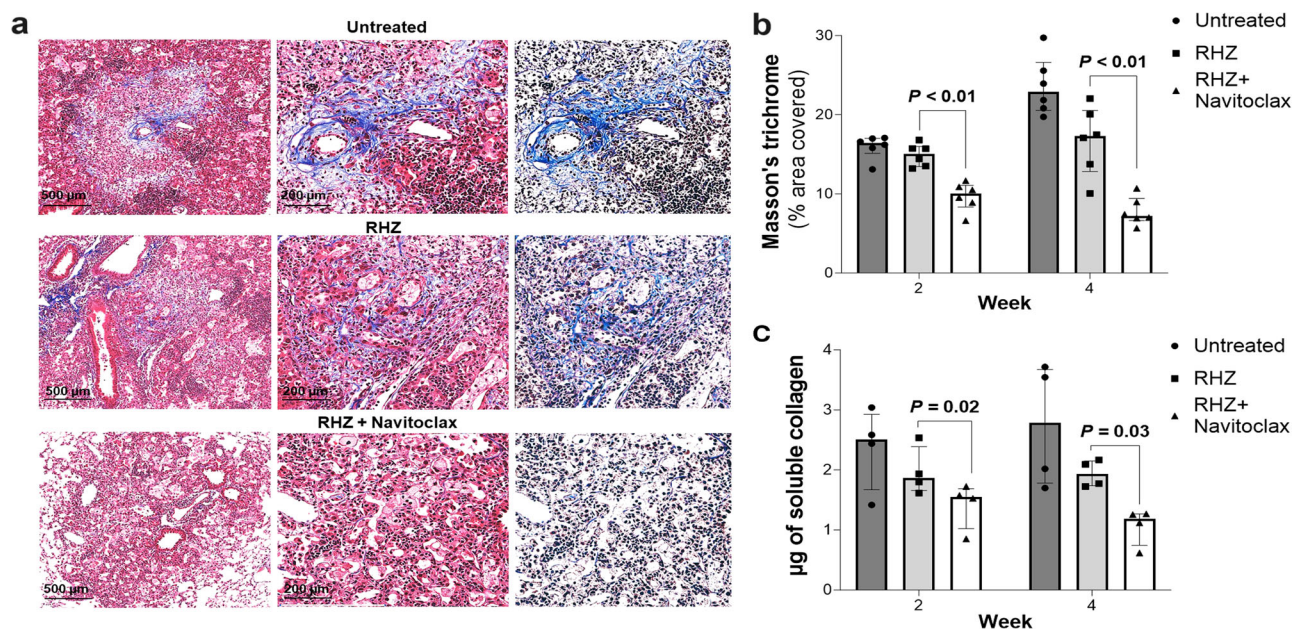 a
Untreated
500 µm
200 µm
RHZ
500 µm
200 µm
RHZ + Navitoclax
500 µm
200 µm
b
Masson's trichrome
(% area covered)
30
20
10
0
P < 0.01
P < 0.01
2
4
Week
Untreated
RHZ
RHZ+
Navitoclax
c
µg of soluble collagen
4
3
2
1
0
P = 0.02
P = 0.03
2
4
Week
Untreated
RHZ
RHZ+
Navitoclax